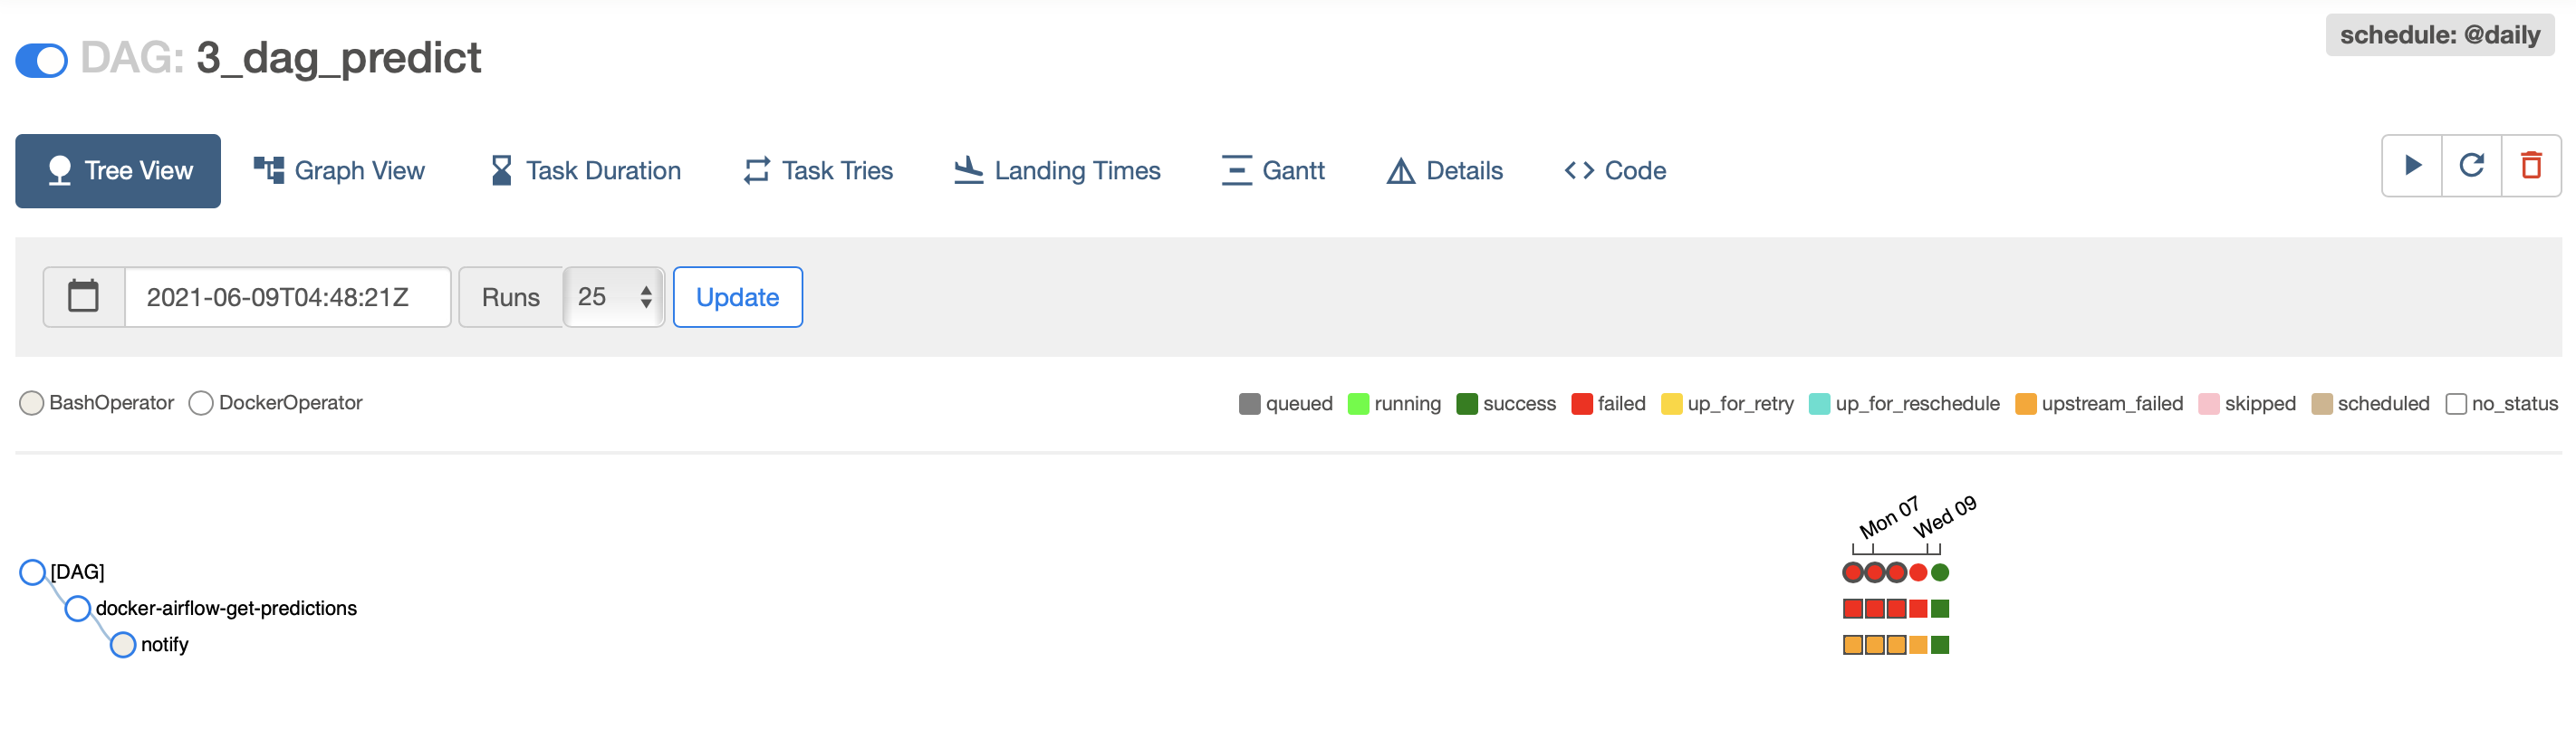 DAG: 3_dag_predict
schedule: @daily
Tree View Graph View Task Duration Task Tries Landing Times Gantt Details Code
2021-06-09T04:48:21Z Runs 25 Update
BashOperator DockerOperator queued running success failed up_for_retry up_for_reschedule upstream_failed skipped scheduled no_status
Mon 07 Wed 09
[DAG]
docker-airflow-get-predictions
notify